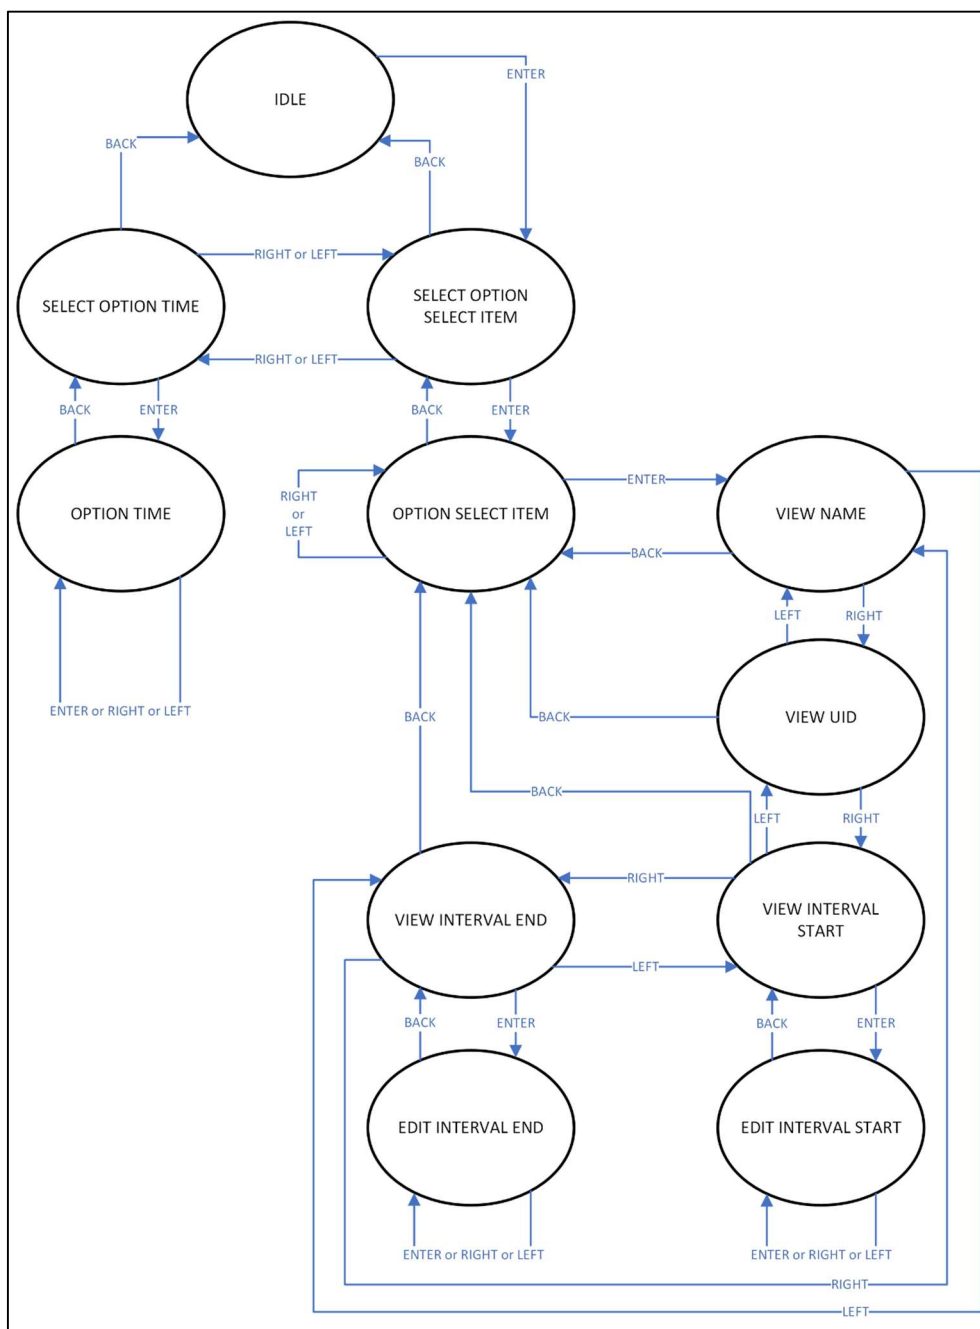 IDLE
ENTER
BACK
BACK
RIGHT or LEFT
SELECT OPTION TIME
SELECT OPTION
SELECT ITEM
RIGHT or LEFT
BACK
ENTER
BACK
ENTER
OPTION TIME
RIGHT
or
LEFT
OPTION SELECT ITEM
ENTER
VIEW NAME
BACK
LEFT
RIGHT
ENTER or RIGHT or LEFT
BACK
BACK
VIEW UID
BACK
LEFT
RIGHT
RIGHT
VIEW INTERVAL END
VIEW INTERVAL
START
LEFT
BACK
ENTER
BACK
ENTER
EDIT INTERVAL END
EDIT INTERVAL START
ENTER or RIGHT or LEFT
ENTER or RIGHT or LEFT
RIGHT
LEFT